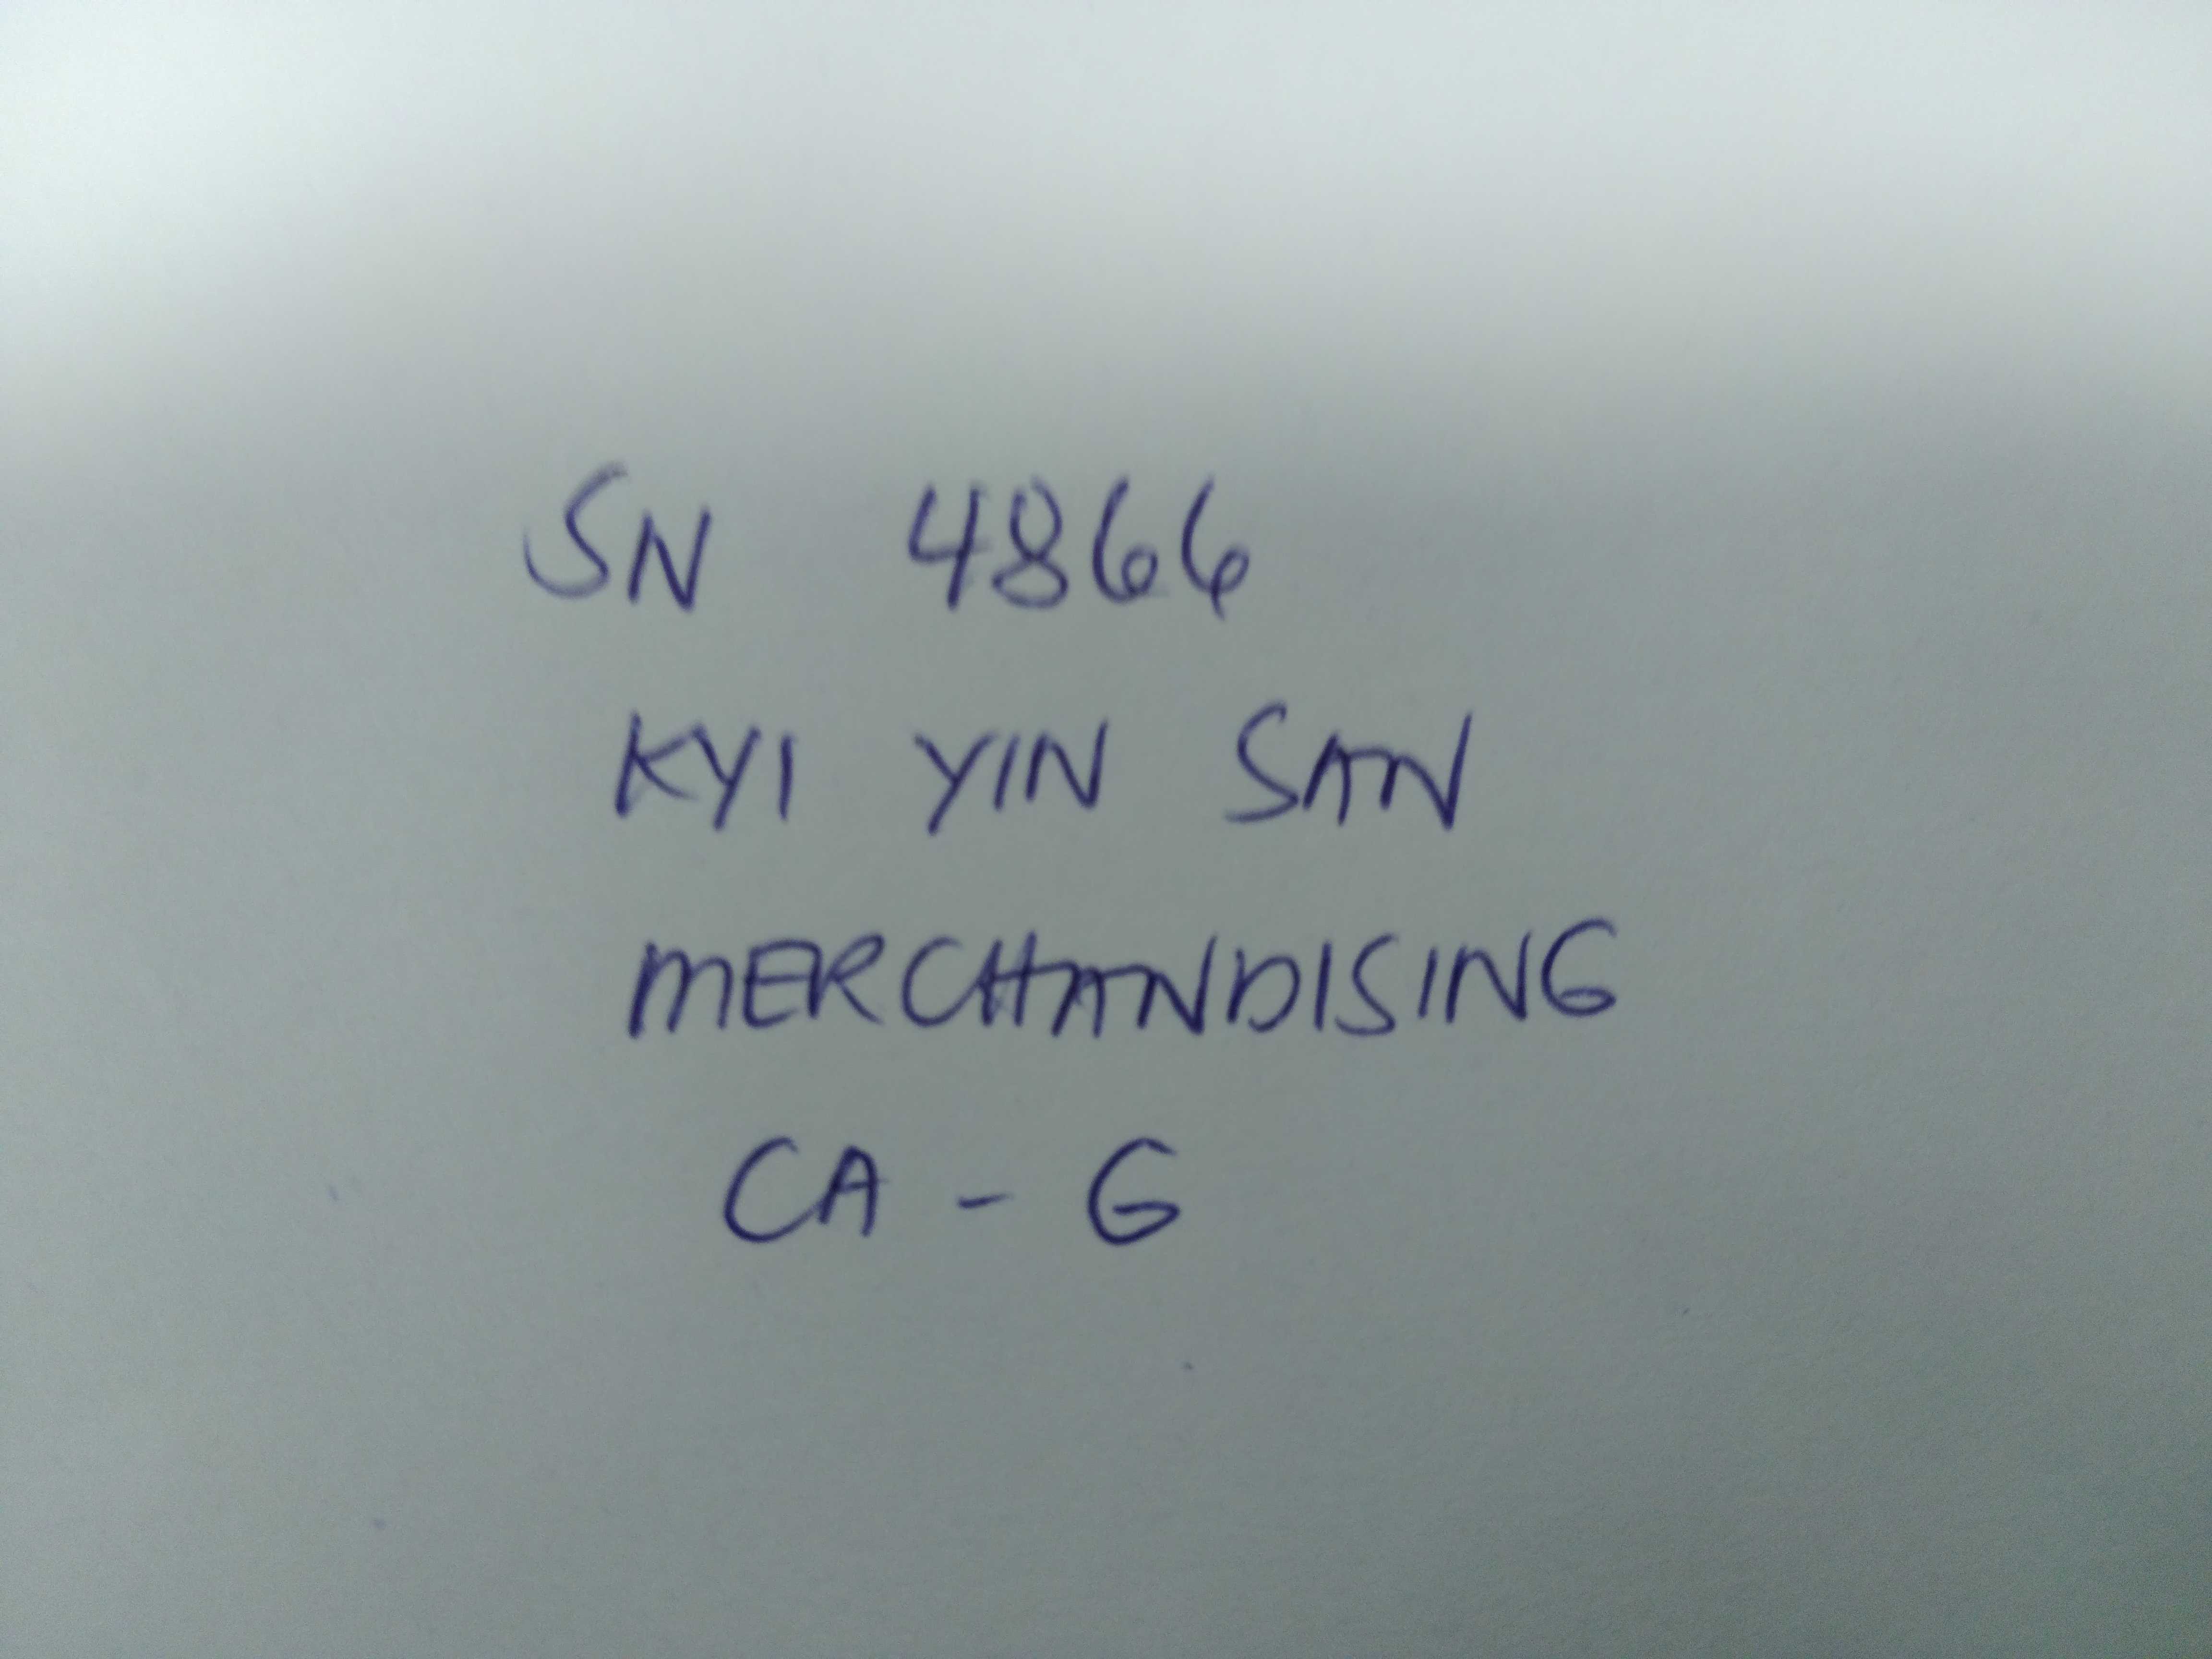 SN 4866
KYI YIN SAN
MERCHANDISING
CA - G